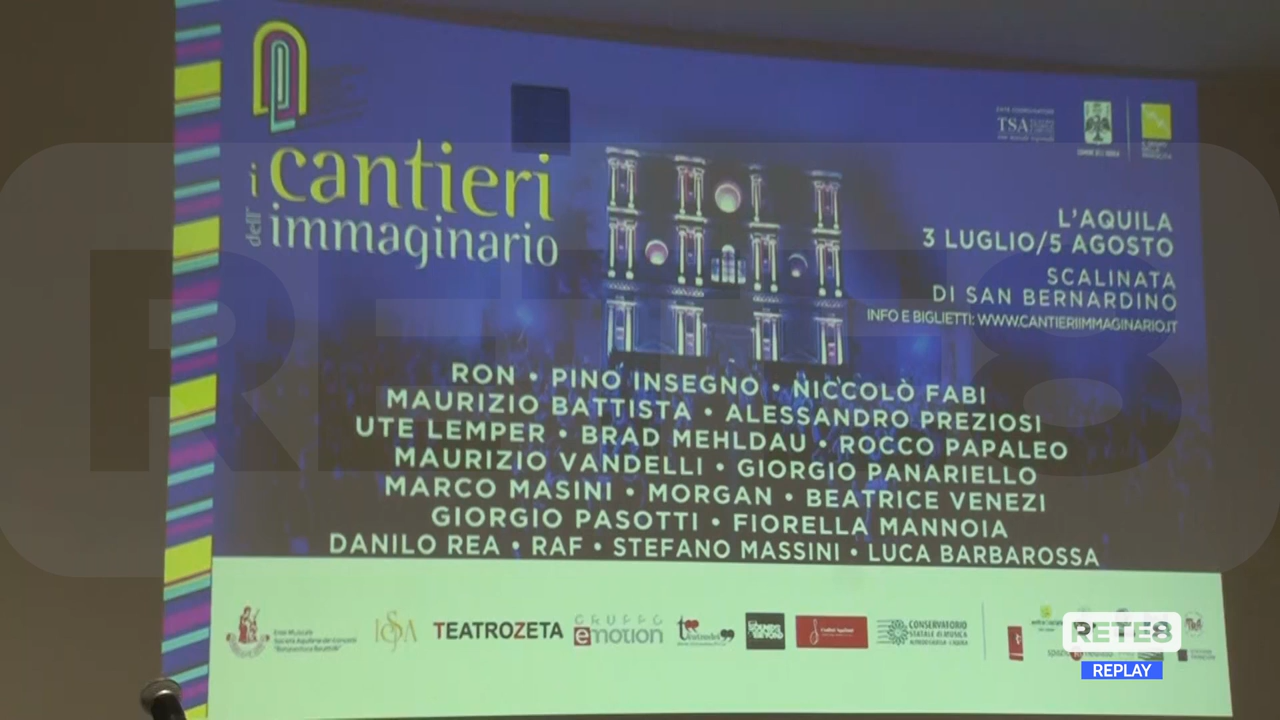 i cantieri
dell'immaginario
TSA
L'AQUILA
3 LUGLIO/5 AGOSTO
SCALINATA
DI SAN BERNARDINO
INFO E BIGLIETTI: WWW.CANTIERIIMMAGINARIO.IT
RON • PINO INSEGNO • NICCOLÒ FABI
MAURIZIO BATTISTA • ALESSANDRO PREZIOSI
UTE LEMPER • BRAD MEHLDAU • ROCCO PAPALEO
MAURIZIO VANDELLI • GIORGIO PANARIELLO
MARCO MASINI • MORGAN • BEATRICE VENEZI
GIORGIO PASOTTI • FIORELLA MANNOIA
DANILO REA • RAF • STEFANO MASSINI • LUCA BARBAROSSA
TEATROZETA
GRUPPO
emotion
CONSERVATORIO
STATALE DI MUSICA
RETE8
RETE8
REPLAY